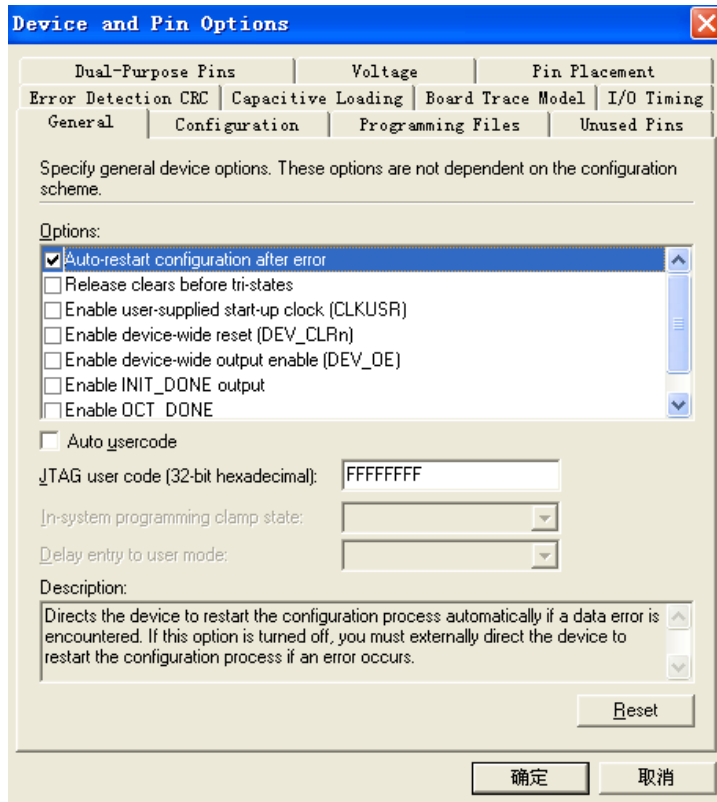 Device and Pin Options
Dual-Purpose Pins Voltage Pin Placement
Error Detection CRC Capacitive Loading Board Trace Model I/O Timing
General Configuration Programming Files Unused Pins
Specify general device options. These options are not dependent on the configuration
scheme.
Options:
Auto-restart configuration after error
Release clears before tri-states
Enable user-supplied start-up clock (CLKUSR)
Enable device-wide reset (DEV_CLRn)
Enable device-wide output enable (DEV_OE)
Enable INIT_DONE output
Enable OCT_DONE
Auto usercode
JTAG user code (32-bit hexadecimal): FFFFFFFF
In-system programming clamp state:
Delay entry to user mode:
Description:
Directs the device to restart the configuration process automatically if a data error is
encountered. If this option is turned off, you must externally direct the device to
restart the configuration process if an error occurs.
Reset
确定 取消